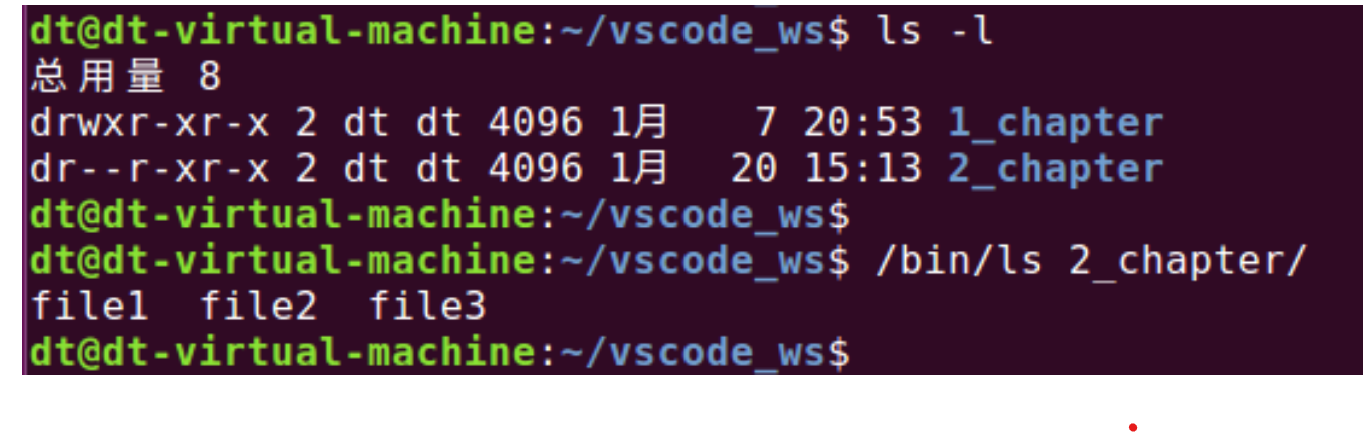 dt@dt-virtual-machine:~/vscode_ws$ ls -l
总用量 8
drwxr-xr-x 2 dt dt 4096 1月   7 20:53 1_chapter
dr--r-xr-x 2 dt dt 4096 1月  20 15:13 2_chapter
dt@dt-virtual-machine:~/vscode_ws$
dt@dt-virtual-machine:~/vscode_ws$ /bin/ls 2_chapter/
file1  file2  file3
dt@dt-virtual-machine:~/vscode_ws$